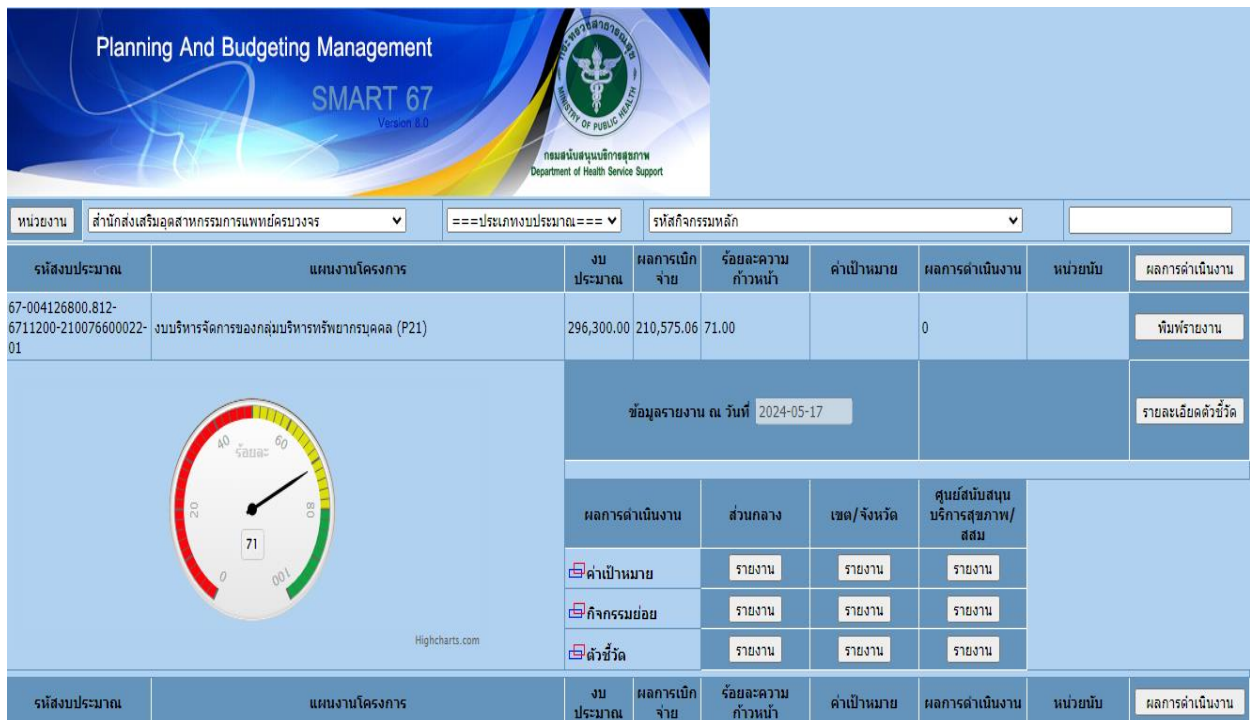 Planning And Budgeting Management
SMART 67
Version 8.0
กระทรวงสาธารณสุข
MINISTRY OF PUBLIC HEALTH
กรมสนับสนุนบริการสุขภาพ
Department of Health Service Support
หน่วยงาน สำนักส่งเสริมอุตสาหกรรมการแพทย์ครบวงจร ===ประเภทงบประมาณ=== รหัสกิจกรรมหลัก
รหัสงบประมาณ แผนงานโครงการ งบ ผลการเบิก ร้อยละความ ค่าเป้าหมาย ผลการดำเนินงาน หน่วยนับ ผลการดำเนินงาน
ประมาณ จ่าย ก้าวหน้า
67-004126800.812-
6711200-210076600022- งบบริหารจัดการของกลุ่มบริหารทรัพยากรบุคคล (P21) 296,300.00 210,575.06 71.00 0 พิมพ์รายงาน
01
ข้อมูลรายงาน ณ วันที่ 2024-05-17 รายละเอียดตัวชี้วัด
40 60
ร้อยละ
20 80
71
0 100
Highcharts.com
ผลการดำเนินงาน ส่วนกลาง เขต/จังหวัด ศูนย์สนับสนุน
บริการสุขภาพ/
สสม
ค่าเป้าหมาย รายงาน รายงาน รายงาน
กิจกรรมย่อย รายงาน รายงาน รายงาน
ตัวชี้วัด รายงาน รายงาน รายงาน
รหัสงบประมาณ แผนงานโครงการ งบ ผลการเบิก ร้อยละความ ค่าเป้าหมาย ผลการดำเนินงาน หน่วยนับ ผลการดำเนินงาน
ประมาณ จ่าย ก้าวหน้า